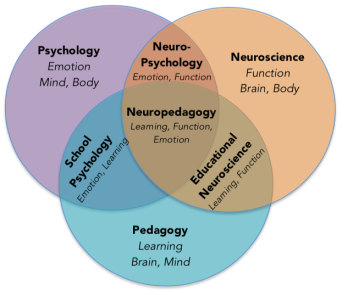 Psychology
Emotion
Mind, Body
Neuro-
Psychology
Emotion, Function
Neuroscience
Function
Brain, Body
Neuropedagogy
Learning, Function,
Emotion
School
Psychology
Emotion, Learning
Educational
Neuroscience
Learning, Function
Pedagogy
Learning
Brain, Mind